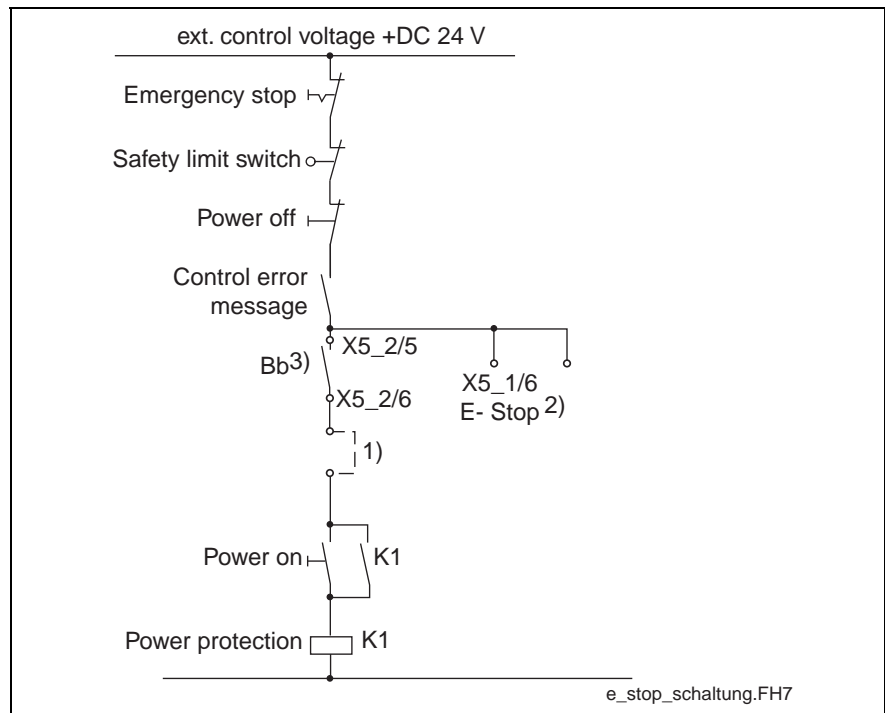 ext. control voltage +DC 24 V
Emergency stop
Safety limit switch
Power off
Control error
message
X5_2/5
Bb3)
X5_1/6
E- Stop 2)
X5_2/6
1)
Power on
K1
Power protection
K1
e_stop_schaltung.FH7